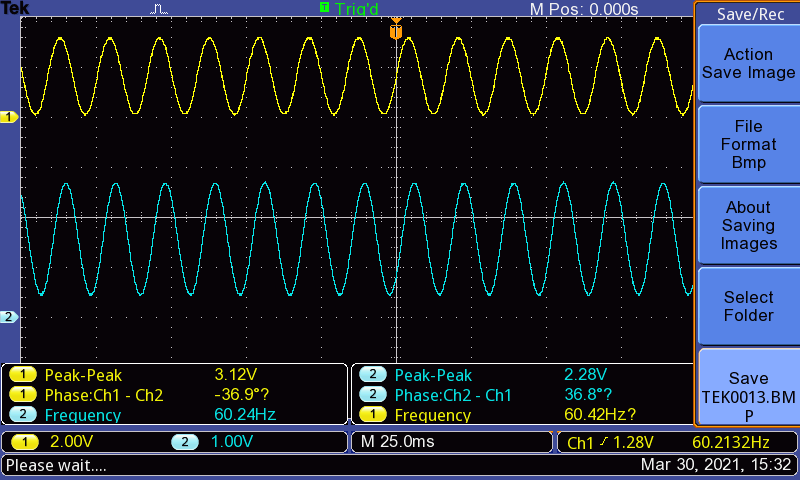 Tek
T Trig'd
M Pos: 0.000s
T
1
2
Save/Rec
Action
Save Image
File
Format
Bmp
About
Saving
Images
Select
Folder
Save
TEK0013.BM
P
1 Peak-Peak 3.12V
1 Phase:Ch1 - Ch2 -36.9°?
2 Frequency 60.24Hz
2 Peak-Peak 2.28V
2 Phase:Ch2 - Ch1 36.8°?
1 Frequency 60.42Hz?
1 2.00V 2 1.00V
M 25.0ms
Ch1 / 1.28V 60.2132Hz
Please wait....
Mar 30, 2021, 15:32